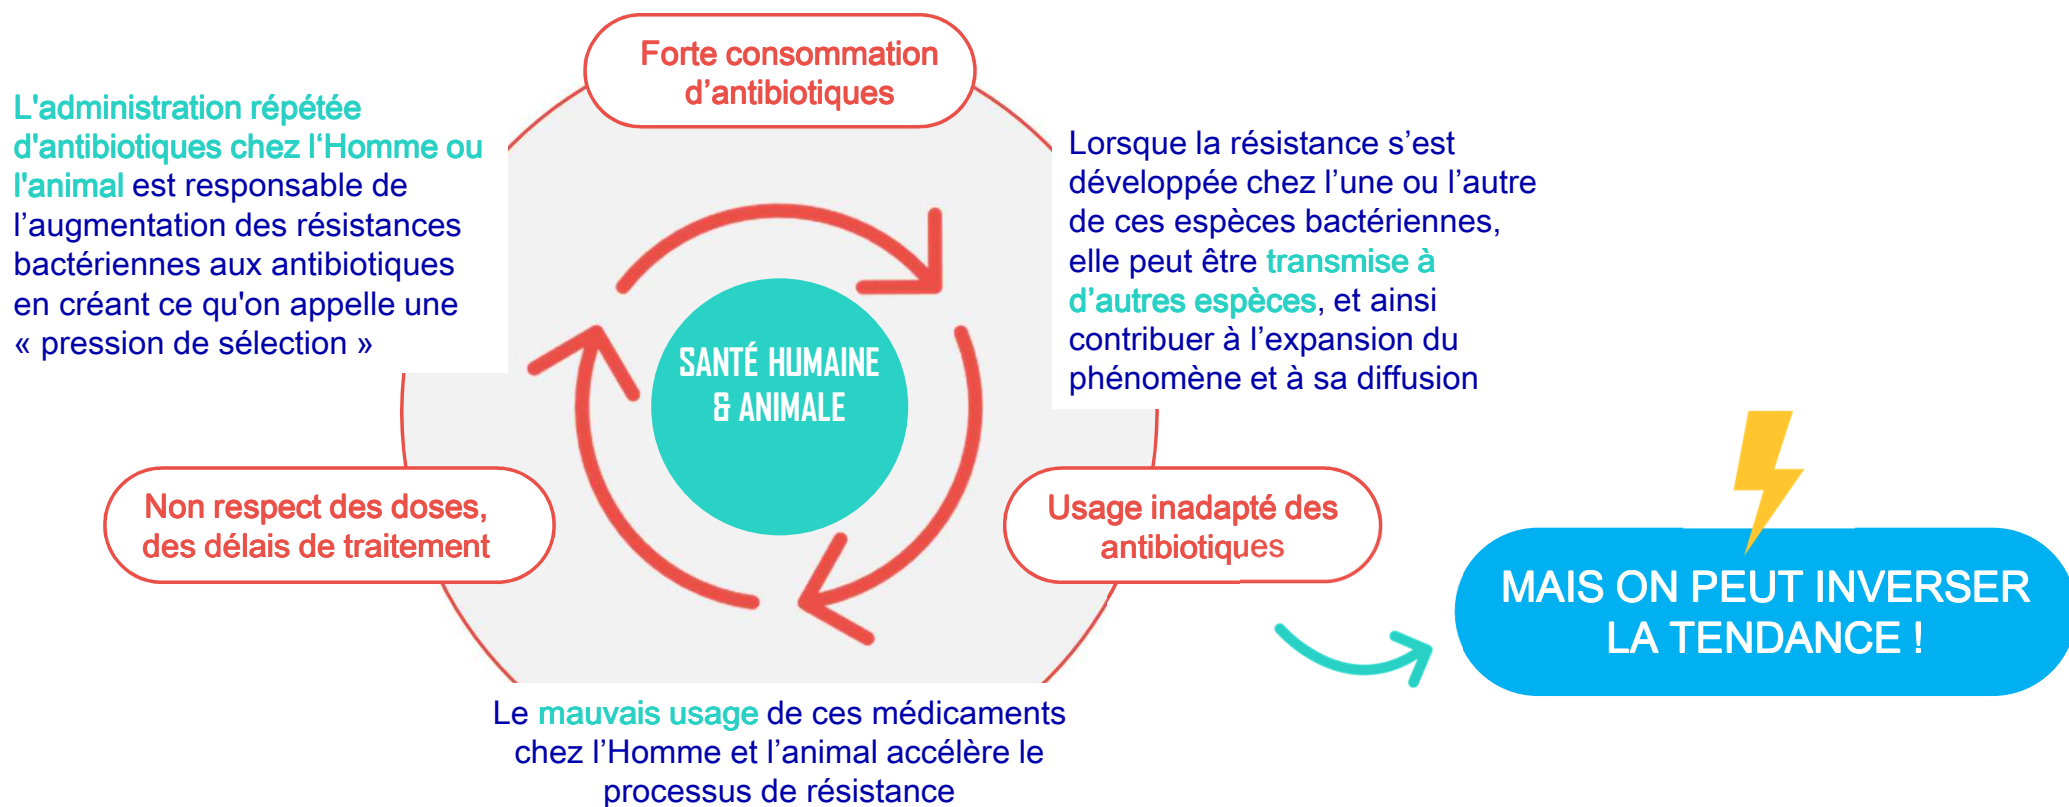 Forte consommation
d’antibiotiques
L'administration répétée
d'antibiotiques chez l‘Homme ou
l'animal est responsable de
l’augmentation des résistances
bactériennes aux antibiotiques
en créant ce qu'on appelle une
« pression de sélection »
Lorsque la résistance s’est
développée chez l’une ou l’autre
de ces espèces bactériennes,
elle peut être transmise à
d’autres espèces, et ainsi
contribuer à l’expansion du
phénomène et à sa diffusion
SANTÉ HUMAINE
& ANIMALE
Non respect des doses,
des délais de traitement
Usage inadapté des
antibiotiques
MAIS ON PEUT INVERSER
LA TENDANCE !
Le mauvais usage de ces médicaments
chez l’Homme et l’animal accélère le
processus de résistance